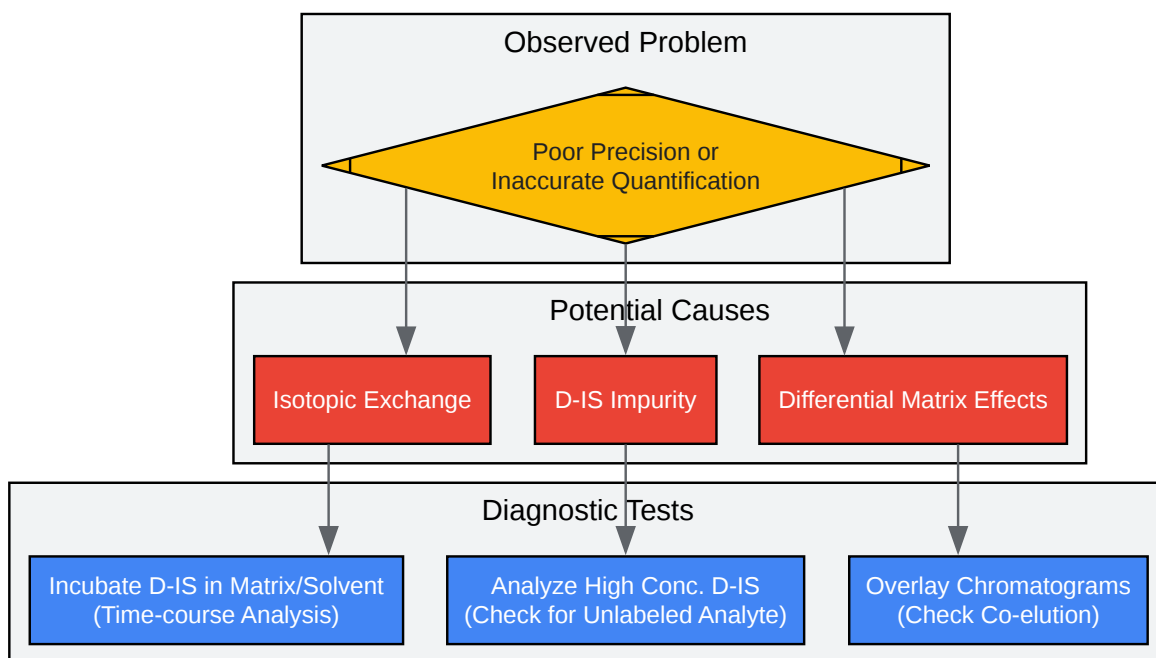 Observed Problem
Poor Precision or
Inaccurate Quantification
Potential Causes
Isotopic Exchange
D-IS Impurity
Differential Matrix Effects
Diagnostic Tests
Incubate D-IS in Matrix/Solvent
(Time-course Analysis)
Analyze High Conc. D-IS
(Check for Unlabeled Analyte)
Overlay Chromatograms
(Check Co-elution)